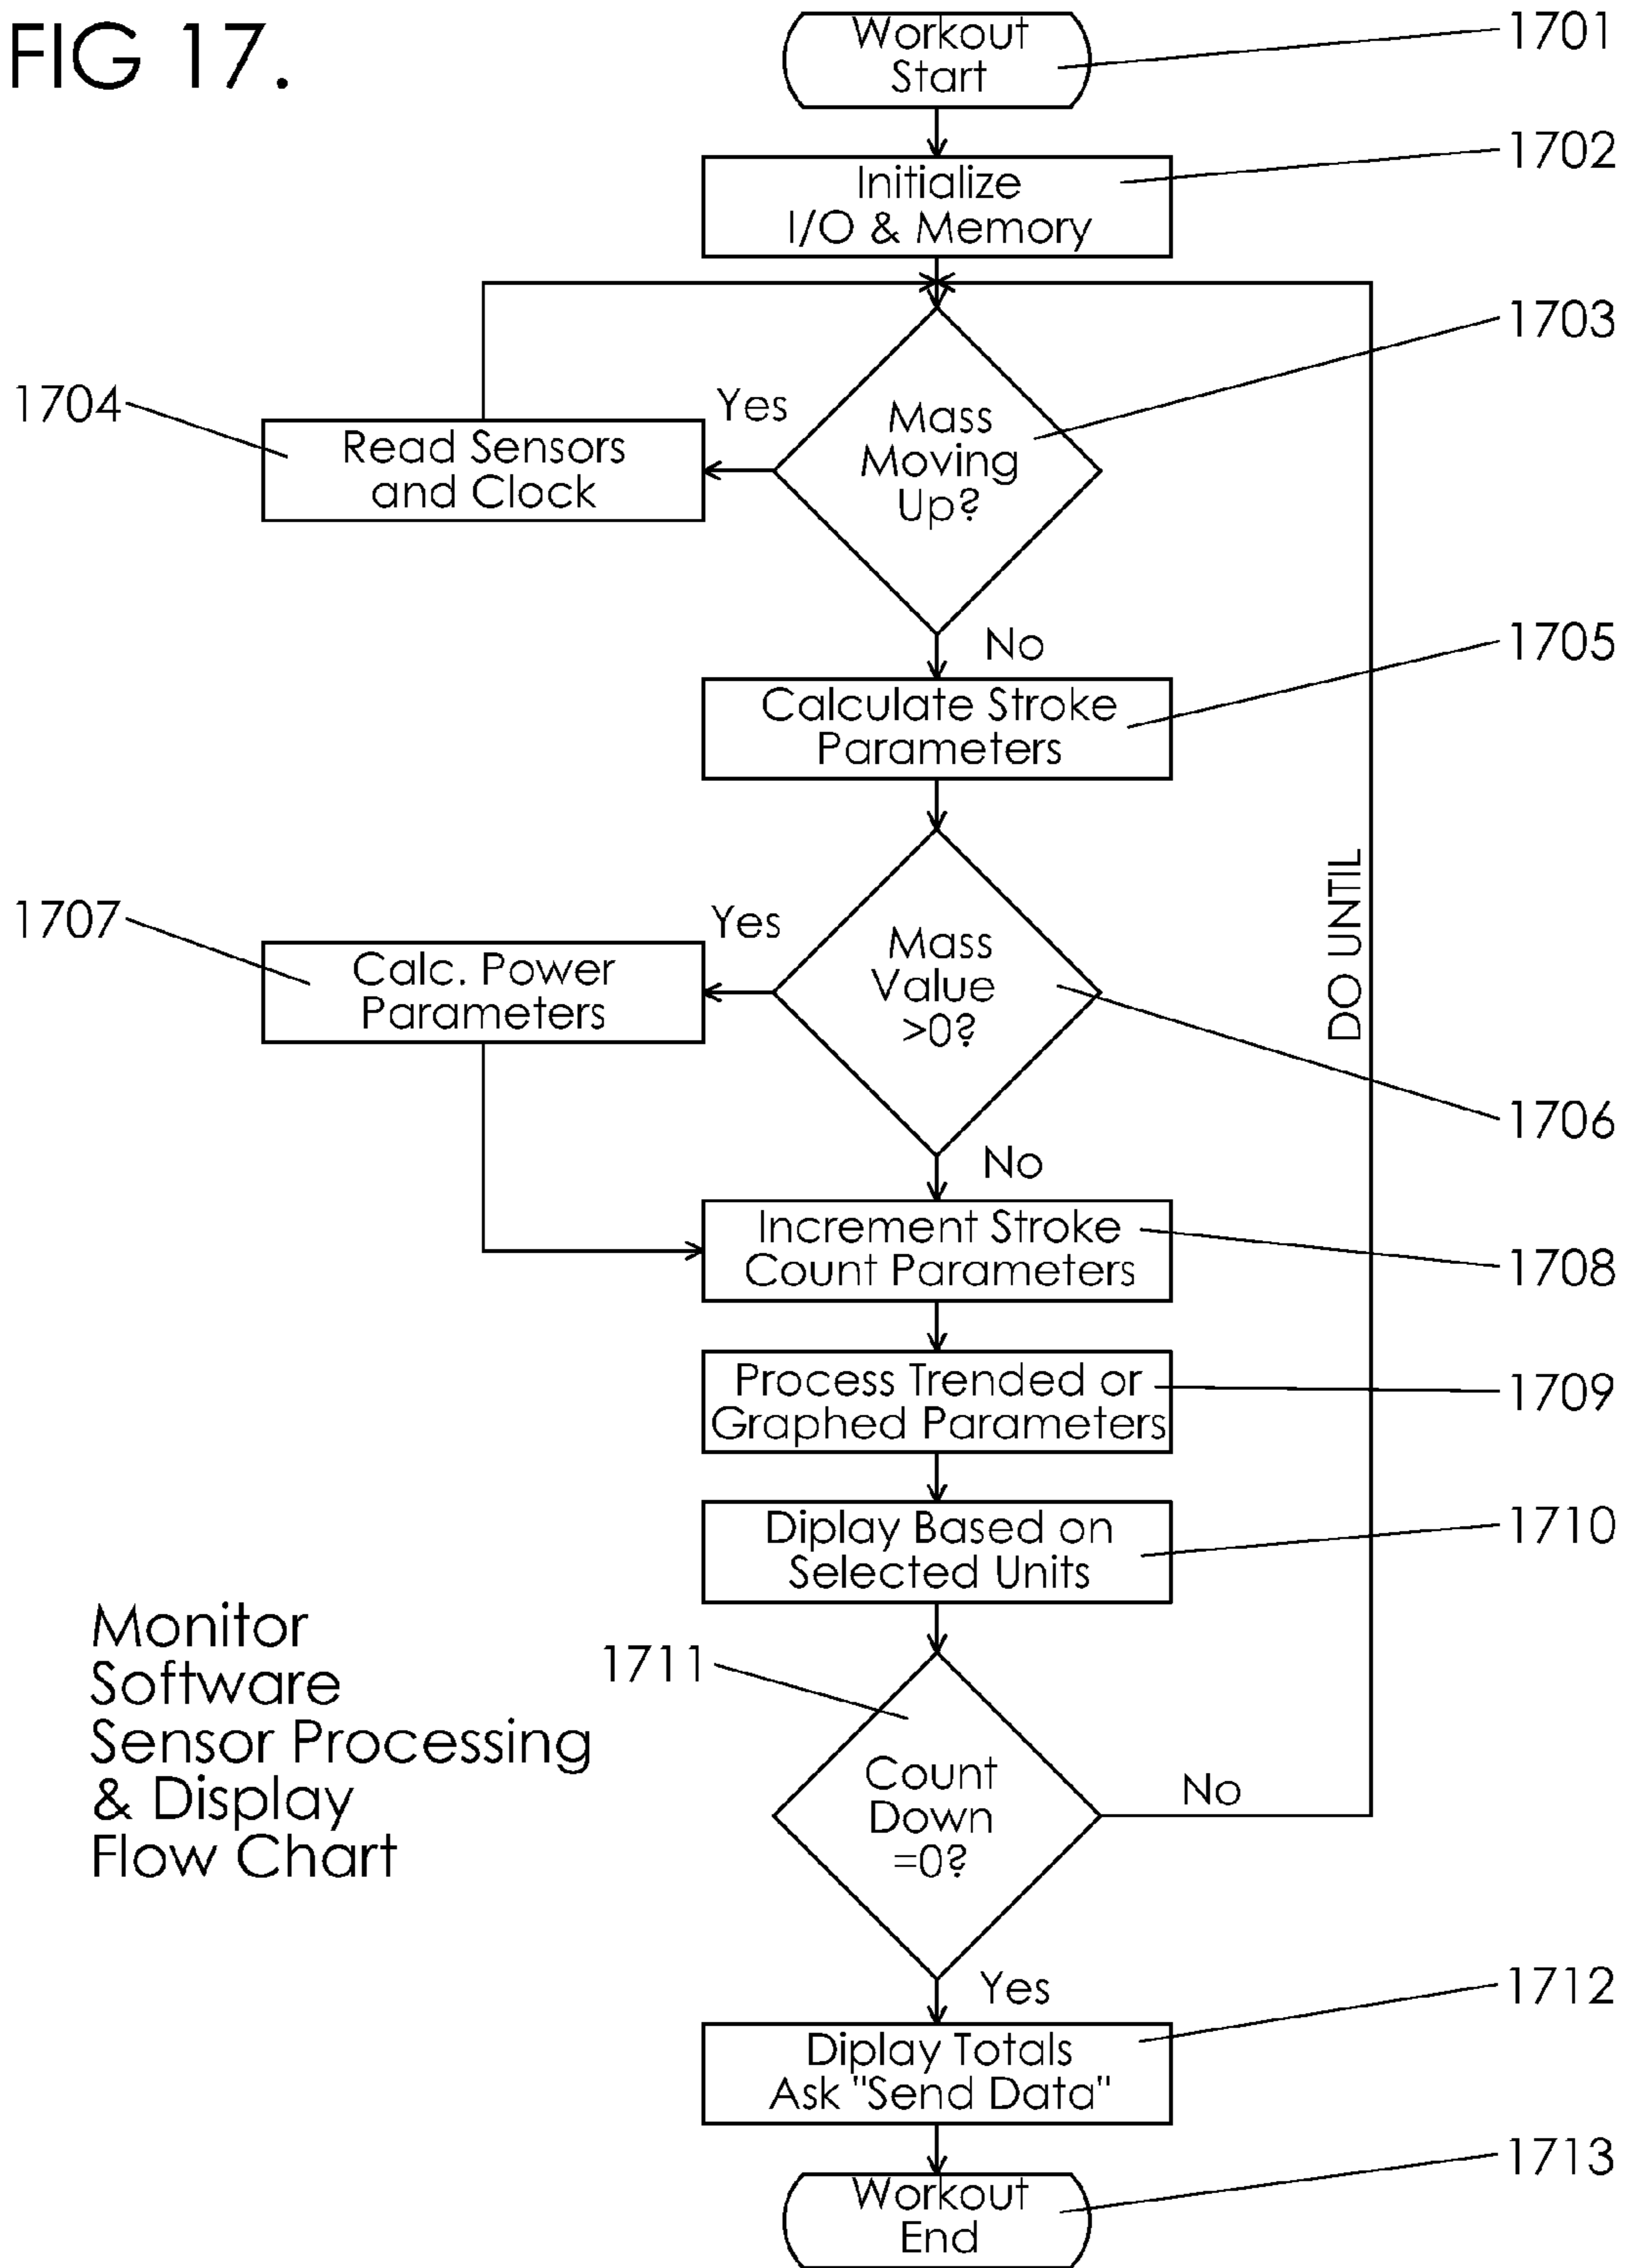 FIG 17.
Workout
Start
1701
Initialize
I/O & Memory
1702
Mass
Moving
Up?
1703
Yes
1704
Read Sensors
and Clock
No
Calculate Stroke
Parameters
1705
Mass
Value
>0?
1706
Yes
1707
Calc. Power
Parameters
DO UNTIL
No
Increment Stroke
Count Parameters
1708
Process Trended or
Graphed Parameters
1709
Diplay Based on
Selected Units
1710
Monitor
Software
Sensor Processing
& Display
Flow Chart
1711
Count
Down
=0?
No
Yes
Diplay Totals
Ask "Send Data"
1712
Workout
End
1713